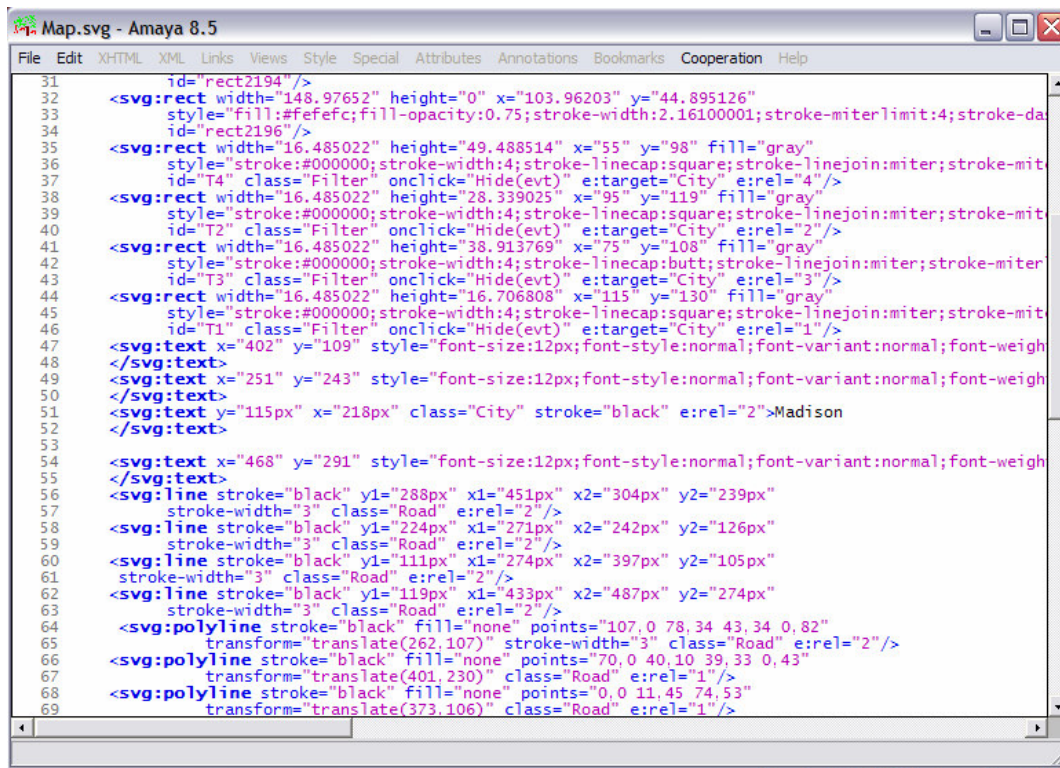 Map.svg - Amaya 8.5
File Edit XHTML XML Links Views Style Special Attributes Annotations Bookmarks Cooperation Help
31 id="rect2194"/>
32 <svg:rect width="148.97652" height="0" x="103.96203" y="44.895126"
33 style="fill:#fefefc;fill-opacity:0.75;stroke-width:2.16100001;stroke-miterlimit:4;stroke-das
34 id="rect2196"/>
35 <svg:rect width="16.485022" height="49.488514" x="55" y="98" fill="gray"
36 style="stroke:#000000;stroke-width:4;stroke-linecap:square;stroke-linejoin:miter;stroke-mite
37 id="T4" class="Filter" onclick="Hide(evt)" e:target="City" e:rel="4"/>
38 <svg:rect width="16.485022" height="28.339025" x="95" y="119" fill="gray"
39 style="stroke:#000000;stroke-width:4;stroke-linecap:square;stroke-linejoin:miter;stroke-mite
40 id="T2" class="Filter" onclick="Hide(evt)" e:target="City" e:rel="2"/>
41 <svg:rect width="16.485022" height="38.913769" x="75" y="108" fill="gray"
42 style="stroke:#000000;stroke-width:4;stroke-linecap:butt;stroke-linejoin:miter;stroke-miterl
43 id="T3" class="Filter" onclick="Hide(evt)" e:target="City" e:rel="3"/>
44 <svg:rect width="16.485022" height="16.706808" x="115" y="130" fill="gray"
45 style="stroke:#000000;stroke-width:4;stroke-linecap:square;stroke-linejoin:miter;stroke-mite
46 id="T1" class="Filter" onclick="Hide(evt)" e:target="City" e:rel="1"/>
47 <svg:text x="402" y="109" style="font-size:12px;font-style:normal;font-variant:normal;font-weigh
48 </svg:text>
49 <svg:text x="251" y="243" style="font-size:12px;font-style:normal;font-variant:normal;font-weigh
50 </svg:text>
51 <svg:text y="115px" x="218px" class="City" stroke="black" e:rel="2">Madison
52 </svg:text>
53
54 <svg:text x="468" y="291" style="font-size:12px;font-style:normal;font-variant:normal;font-weigh
55 </svg:text>
56 <svg:line stroke="black" y1="288px" x1="451px" x2="304px" y2="239px"
57 stroke-width="3" class="Road" e:rel="2"/>
58 <svg:line stroke="black" y1="224px" x1="271px" x2="242px" y2="126px"
59 stroke-width="3" class="Road" e:rel="2"/>
60 <svg:line stroke="black" y1="111px" x1="274px" x2="397px" y2="105px"
61 stroke-width="3" class="Road" e:rel="2"/>
62 <svg:line stroke="black" y1="119px" x1="433px" x2="487px" y2="274px"
63 stroke-width="3" class="Road" e:rel="2"/>
64 <svg:polyline stroke="black" fill="none" points="107,0 78,34 43,34 0,82"
65 transform="translate(262,107)" stroke-width="3" class="Road" e:rel="2"/>
66 <svg:polyline stroke="black" fill="none" points="70,0 40,10 39,33 0,43"
67 transform="translate(401,230)" class="Road" e:rel="1"/>
68 <svg:polyline stroke="black" fill="none" points="0,0 11,45 74,53"
69 transform="translate(373,106)" class="Road" e:rel="1"/>